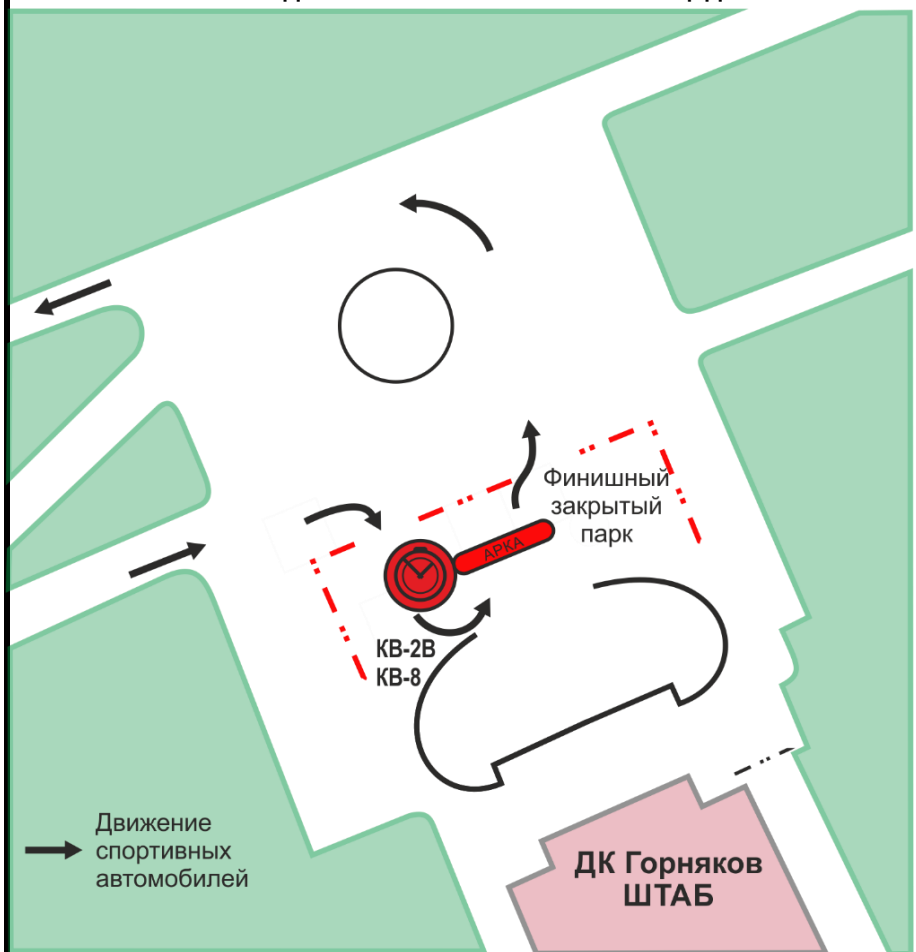 Финишный
закрытый
парк
АРКА
КВ-2В
КВ-8
Движение
спортивных
автомобилей
ДК Горняков
ШТАБ